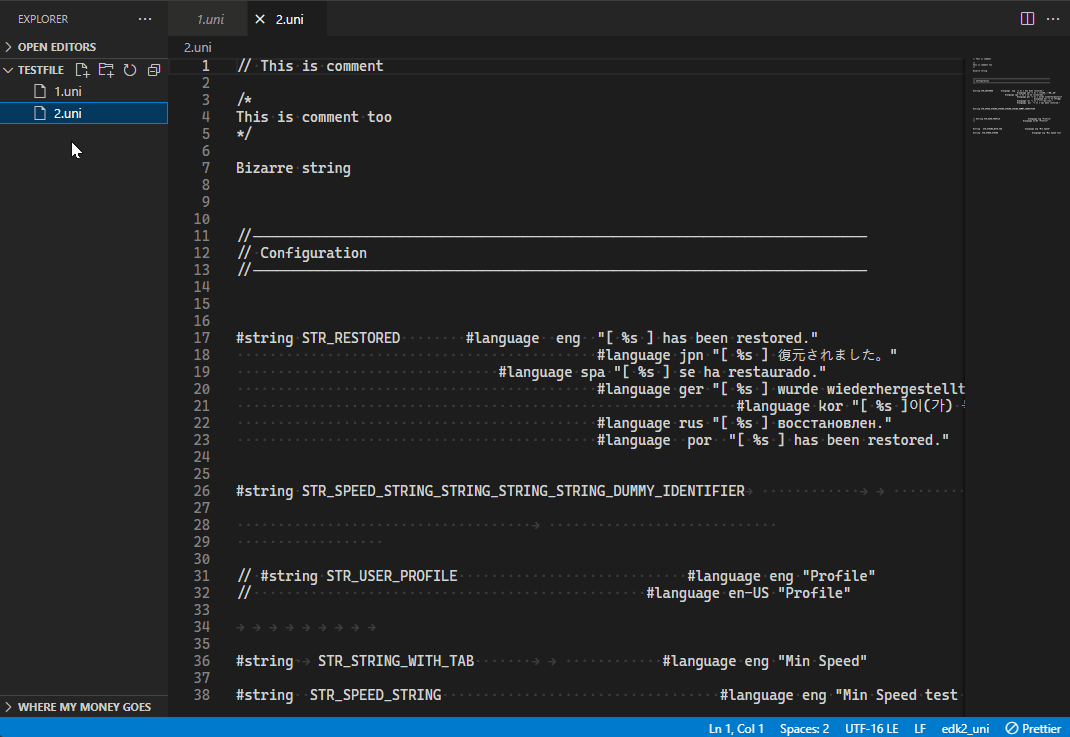 EXPLORER
1.uni
2.uni
OPEN EDITORS
TESTFILE
1.uni
2.uni
WHERE MY MONEY GOES
2.uni
1 // This is comment
2
3 /*
4 This is comment too
5 */
6
7 Bizarre string
8
9
10
11 //
12 // Configuration
13 //
14
15
16
17 #string STR_RESTORED #language eng "[ %s ] has been restored."
18 #language jpn "[ %s ] 復元されました。"
19 #language spa "[ %s ] se ha restaurado."
20 #language ger "[ %s ] wurde wiederhergestellt
21 #language kor "[ %s ]이(가)
22 #language rus "[ %s ] восстановлен."
23 #language por "[ %s ] has been restored."
24
25
26 #string STR_SPEED_STRING_STRING_STRING_STRING_DUMMY_IDENTIFIER
27
28
29
30
31 // #string STR_USER_PROFILE #language eng "Profile"
32 // #language en-US "Profile"
33
34
35
36 #string STR_STRING_WITH_TAB #language eng "Min Speed"
37
38 #string STR_SPEED_STRING #language eng "Min Speed test
Ln 1, Col 1 Spaces: 2 UTF-16 LE LF edk2_uni Prettier